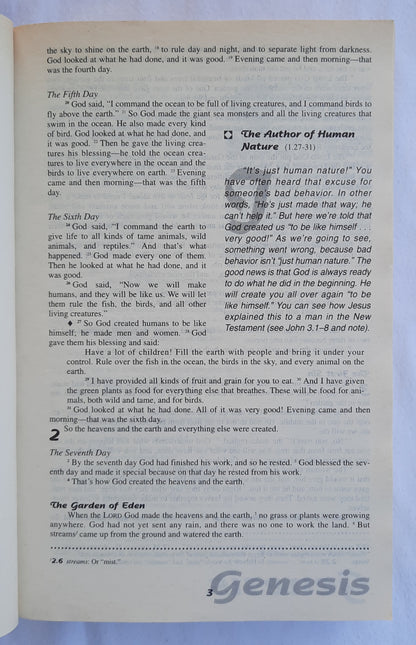 the sky to shine on the earth, 18 to rule day and night, and to separate light from darkness.
God looked at what he had done, and it was good. 19 Evening came and then morning—that
was the fourth day.
The Fifth Day
20 God said, “I command the ocean to be full of living creatures, and I command birds to
fly above the earth.” 21 So God made the giant sea monsters and all the living creatures that
swim in the ocean. He also made every kind
of bird. God looked at what he had done, and
it was good. 22 Then he gave the living crea-
tures his blessing—he told the ocean crea-
tures to live everywhere in the ocean and the
birds to live everywhere on earth. 23 Evening
came and then morning—that was the fifth
day.
The Sixth Day
24 God said, “I command the earth to
give life to all kinds of tame animals, wild
animals, and reptiles.” And that’s what
happened. 25 God made every one of them.
Then he looked at what he had done, and it
was good.
26 God said, “Now we will make
humans, and they will be like us. We will let
them rule the fish, the birds, and all other
living creatures.”
◆ 27 So God created humans to be like
himself; he made men and women. 28 God
gave them his blessing and said:
The Author of Human
Nature (1.27-31)
“It’s just human nature!” You
have often heard that excuse for
someone’s bad behavior. In other
words, “He’s just made that way; he
can’t help it.” But here we’re told that
God created us “to be like himself . . .
very good!” As we’re going to see,
something went wrong, because bad
behavior isn’t “just human nature.” The
good news is that God is always ready
to do what he did in the beginning. He
will create you all over again “to be
like himself.” You can see how Jesus
explained this to a man in the New
Testament (see John 3.1–8 and note).
Have a lot of children! Fill the earth with people and bring it under your
control. Rule over the fish in the ocean, the birds in the sky, and every animal on the
earth.
29 I have provided all kinds of fruit and grain for you to eat. 30 And I have given
the green plants as food for everything else that breathes. These will be food for ani-
mals, both wild and tame, and for birds.
31 God looked at what he had done. All of it was very good! Evening came and then
morning—that was the sixth day.
2 So the heavens and the earth and everything else were created.
The Seventh Day
2 By the seventh day God had finished his work, and so he rested. 3 God blessed the sev-
enth day and made it special because on that day he rested from his work.
4 That’s how God created the heavens and the earth.
The Garden of Eden
When the LORD God made the heavens and the earth, 5 no grass or plants were growing
anywhere. God had not yet sent any rain, and there was no one to work the land. 6 But
streams* came up from the ground and watered the earth.
*2.6 streams: Or “mist.”
3 Genesis